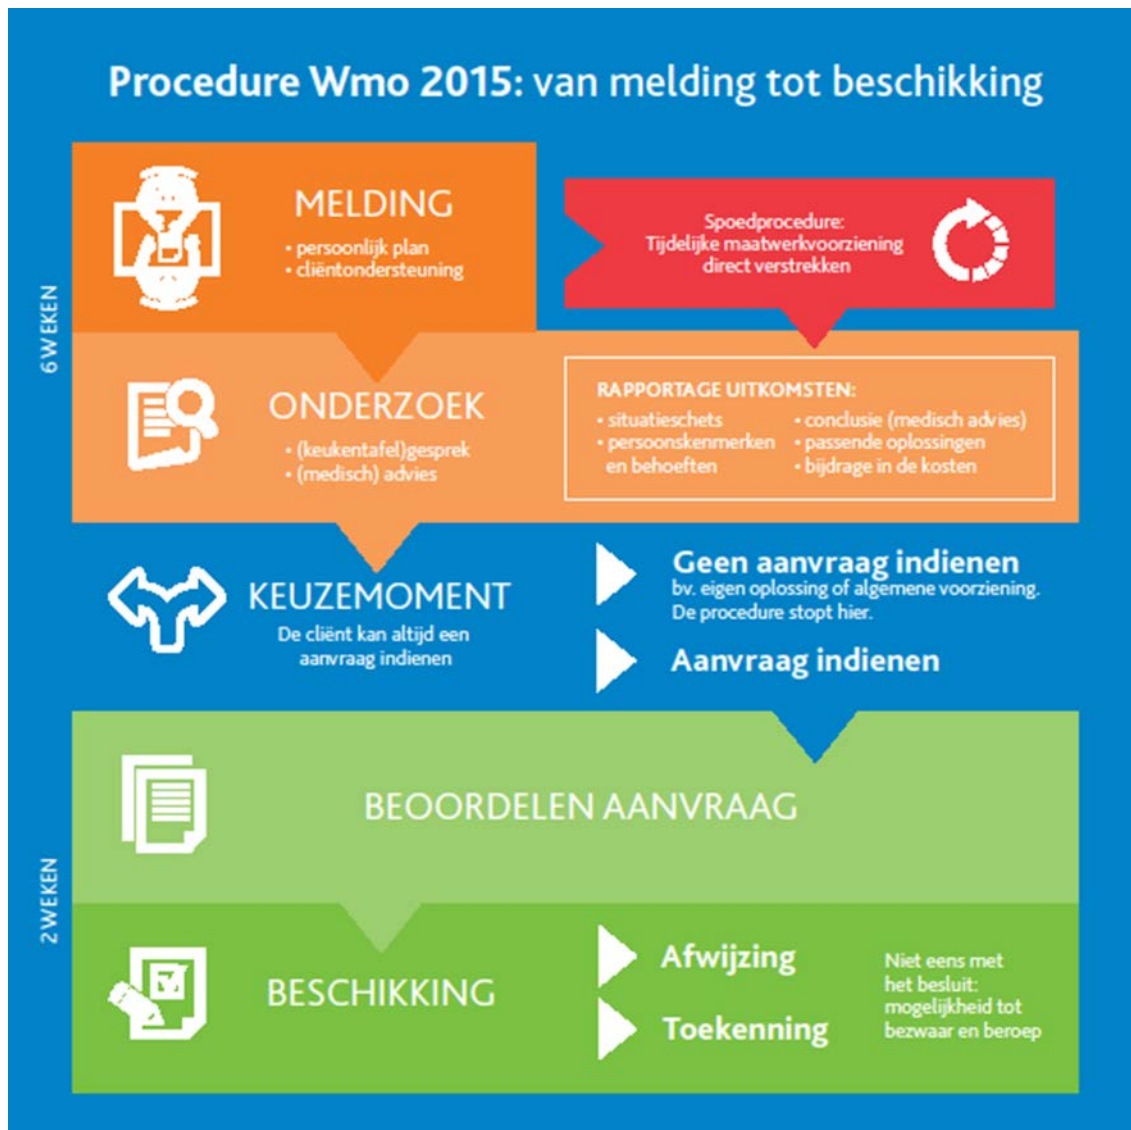 Procedure Wmo 2015: van melding tot beschikking
6 WEKEN
MELDING
• persoonlijk plan
• cliëntondersteuning
Spoedprocedure:
Tijdelijke maatwerkvoorziening
direct verstrekken
ONDERZOEK
• (keukentafel)gesprek
• (medisch) advies
RAPPORTAGE UITKOMSTEN:
• situatieschets
• persoonskenmerken
en behoeften
• conclusie (medisch advies)
• passende oplossingen
• bijdrage in de kosten
KEUZEMOMENT
De cliënt kan altijd een
aanvraag indienen
Geen aanvraag indienen
bv. eigen oplossing of algemene voorziening.
De procedure stopt hier.
Aanvraag indienen
2 WEKEN
BEOORDELEN AANVRAAG
BESCHIKKING
Afwijzing
Toekenning
Niet eens met
het besluit:
mogelijkheid tot
bezwaar en beroep